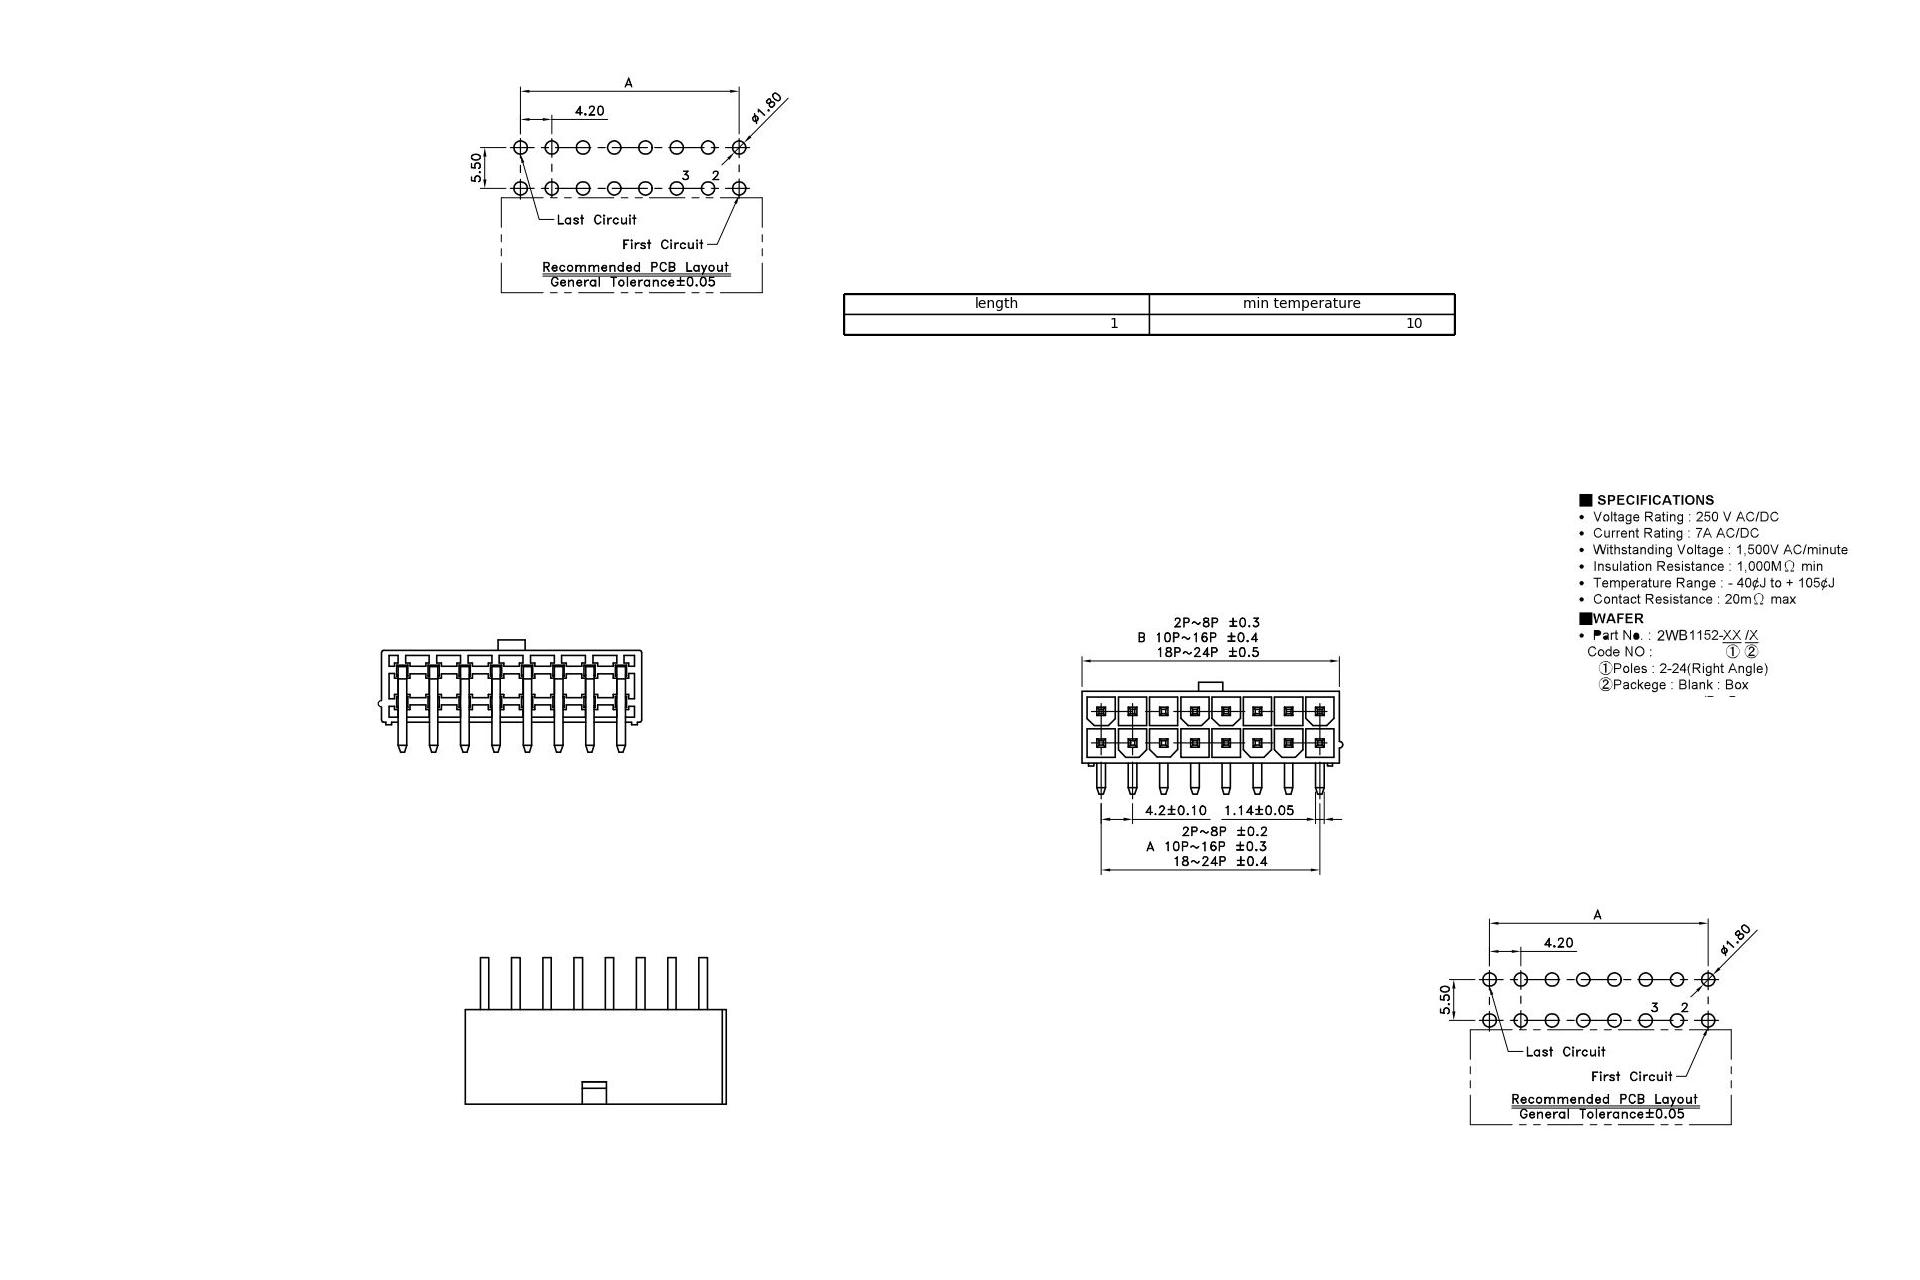 A
4.20
ø1.80
5.50
3 2
Last Circuit
First Circuit
Recommended PCB Layout
General Tolerance±0.05
length min temperature
1 10
■ SPECIFICATIONS
• Voltage Rating : 250 V AC/DC
• Current Rating : 7A AC/DC
• Withstanding Voltage : 1,500V AC/minute
• Insulation Resistance : 1,000MΩ min
• Temperature Range : - 40¢J to + 105¢J
• Contact Resistance : 20mΩ max
■WAFER
• Part No. : 2WB1152-XX /X
Code NO : ① ②
①Poles : 2-24(Right Angle)
②Packege : Blank : Box
2P~8P ±0.3
B 10P~16P ±0.4
18P~24P ±0.5
4.2±0.10 1.14±0.05
2P~8P ±0.2
A 10P~16P ±0.3
18~24P ±0.4
A
4.20
ø1.80
5.50
3 2
Last Circuit
First Circuit
Recommended PCB Layout
General Tolerance±0.05